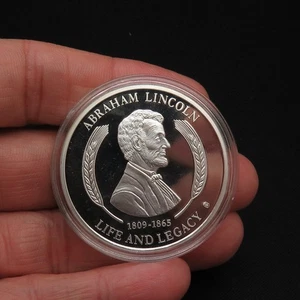 ABRAHAM LINCOLN
1809-1865
LIFE AND LEGACY